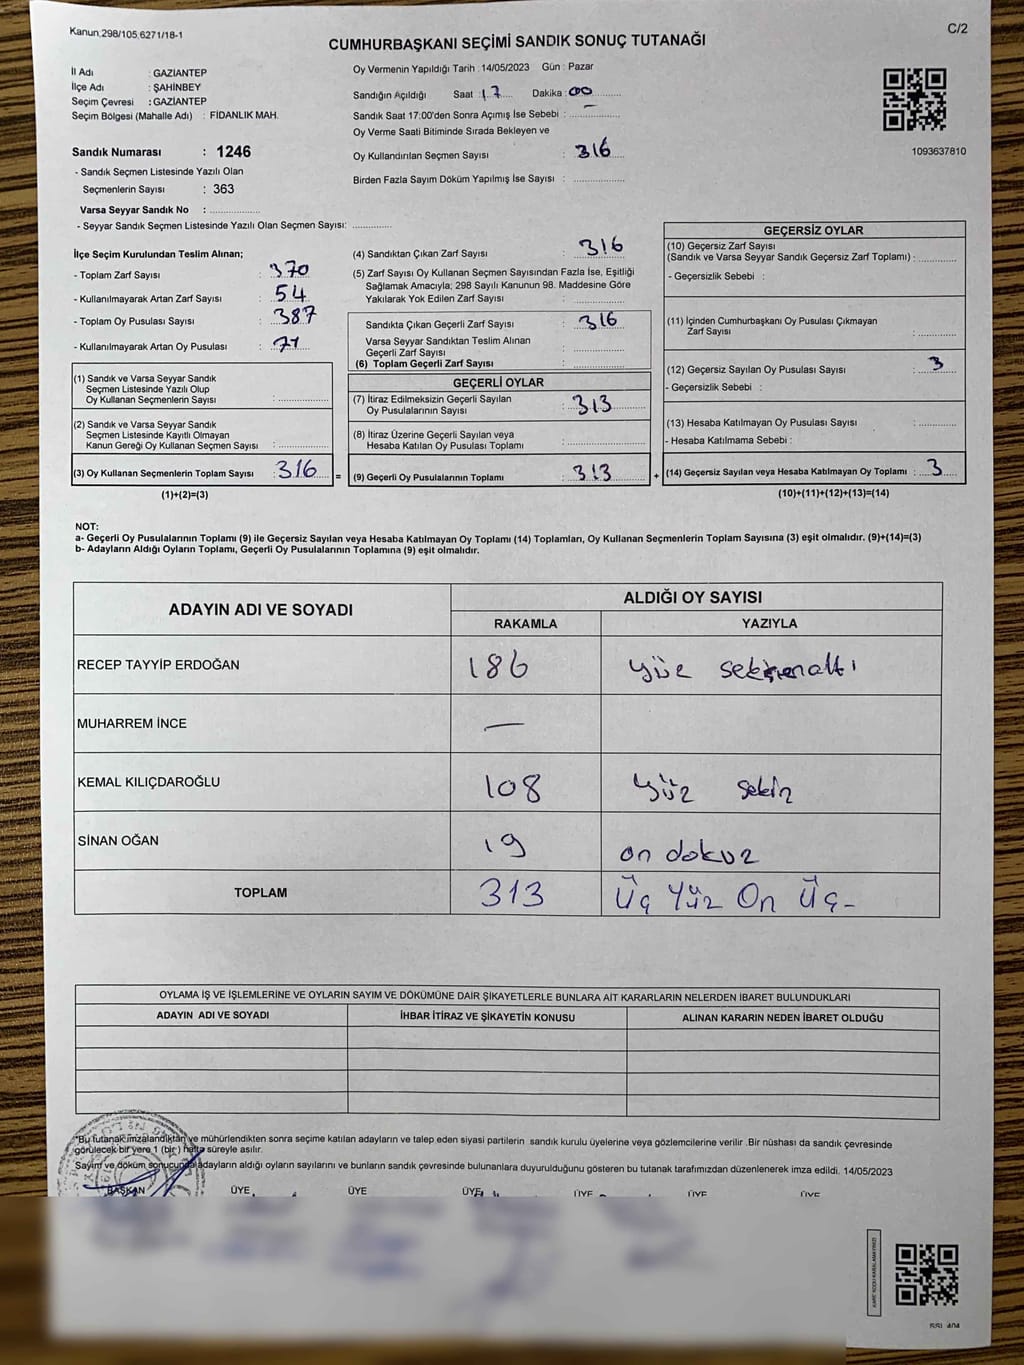 Kanun,298/105,6271/18-1
C/2
CUMHURBAŞKANI SEÇİMİ SANDIK SONUÇ TUTANAĞI
İl Adı : GAZİANTEP
İlçe Adı : ŞAHİNBEY
Seçim Çevresi : GAZİANTEP
Seçim Bölgesi (Mahalle Adı) : FİDANLIK MAH.
Sandık Numarası : 1246
- Sandık Seçmen Listesinde Yazılı Olan
Seçmenlerin Sayısı : 363
Varsa Seyyar Sandık No : ..................
- Seyyar Sandık Seçmen Listesinde Yazılı Olan Seçmen Sayısı: ..............
Oy Vermenin Yapıldığı Tarih : 14/05/2023 Gün : Pazar
Sandığın Açıldığı Saat : 17 Dakika : 00
Sandık Saat 17:00'den Sonra Açımış İse Sebebi : –
Oy Verme Saati Bitiminde Sırada Bekleyen ve
Oy Kullandırılan Seçmen Sayısı : 316
Birden Fazla Sayım Döküm Yapılmış İse Sayısı : ..................
1093637810
İlçe Seçim Kurulundan Teslim Alınan;
- Toplam Zarf Sayısı : 370
- Kullanılmayarak Artan Zarf Sayısı : 54
- Toplam Oy Pusulası Sayısı : 387
- Kullanılmayarak Artan Oy Pusulası : 71
(1) Sandık ve Varsa Seyyar Sandık
Seçmen Listesinde Yazılı Olup
Oy Kullanan Seçmenlerin Sayısı : ..................
(2) Sandık ve Varsa Seyyar Sandık
Seçmen Listesinde Kayıtlı Olmayan
Kanun Gereği Oy Kullanan Seçmen Sayısı : ..................
(3) Oy Kullanan Seçmenlerin Toplam Sayısı : 316 =
(1)+(2)=(3)
(4) Sandıktan Çıkan Zarf Sayısı : 316
(5) Zarf Sayısı Oy Kullanan Seçmen Sayısından Fazla İse, Eşitliği
Sağlamak Amacıyla; 298 Sayılı Kanunun 98. Maddesine Göre
Yakılarak Yok Edilen Zarf Sayısı : ..................
Sandıkta Çıkan Geçerli Zarf Sayısı : 316
Varsa Seyyar Sandıktan Teslim Alınan
Geçerli Zarf Sayısı : ..................
(6) Toplam Geçerli Zarf Sayısı : ..................
GEÇERLİ OYLAR
(7) İtiraz Edilmeksizin Geçerli Sayılan
Oy Pusulalarının Sayısı : 313
(8) İtiraz Üzerine Geçerli Sayılan veya
Hesaba Katılan Oy Pusulası Toplamı : ..................
(9) Geçerli Oy Pusulalarının Toplamı : 313 +
GEÇERSİZ OYLAR
(10) Geçersiz Zarf Sayısı
(Sandık ve Varsa Seyyar Sandık Geçersiz Zarf Toplamı) : ..............
- Geçersizlik Sebebi :
(11) İçinden Cumhurbaşkanı Oy Pusulası Çıkmayan
Zarf Sayısı : ..............
(12) Geçersiz Sayılan Oy Pusulası Sayısı : 3
- Geçersizlik Sebebi :
(13) Hesaba Katılmayan Oy Pusulası Sayısı : ..............
- Hesaba Katılmama Sebebi :
(14) Geçersiz Sayılan veya Hesaba Katılmayan Oy Toplamı : 3
(10)+(11)+(12)+(13)=(14)
NOT:
a- Geçerli Oy Pusulalarının Toplamı (9) ile Geçersiz Sayılan veya Hesaba Katılmayan Oy Toplamı (14) Toplamları, Oy Kullanan Seçmenlerin Toplam Sayısına (3) eşit olmalıdır. (9)+(14)=(3)
b- Adayların Aldığı Oyların Toplamı, Geçerli Oy Pusulalarının Toplamına (9) eşit olmalıdır.
ADAYIN ADI VE SOYADI
ALDIĞI OY SAYISI
RAKAMLA YAZIYLA
RECEP TAYYİP ERDOĞAN 186 yüz seksenaltı
MUHARREM İNCE —
KEMAL KILIÇDAROĞLU 108 yüz sekiz
SİNAN OĞAN 19 on dokuz
TOPLAM 313 Üç Yüz On Üç-
OYLAMA İŞ VE İŞLEMLERİNE VE OYLARIN SAYIM VE DÖKÜMÜNE DAİR ŞİKAYETLERLE BUNLARA AİT KARARLARIN NELERDEN İBARET BULUNDUKLARI
ADAYIN ADI VE SOYADI İHBAR İTİRAZ VE ŞİKAYETİN KONUSU ALINAN KARARIN NEDEN İBARET OLDUĞU
"Bu tutanak imzalandıktan ve mühürlendikten sonra seçime katılan adayların ve talep eden siyasi partilerin sandık kurulu üyelerine veya gözlemcilerine verilir .Bir nüshası da sandık çevresinde
görülecek bir yere 1 (bir ) hafta süreyle asılır.
Sayım ve döküm sonucunda adayların aldığı oyların sayılarını ve bunların sandık çevresinde bulunanlara duyurulduğunu gösteren bu tutanak tarafımızdan düzenlenerek imza edildi. 14/05/2023
BAŞKAN ÜYE ÜYE ÜYE ÜYE ÜYE ÜYE